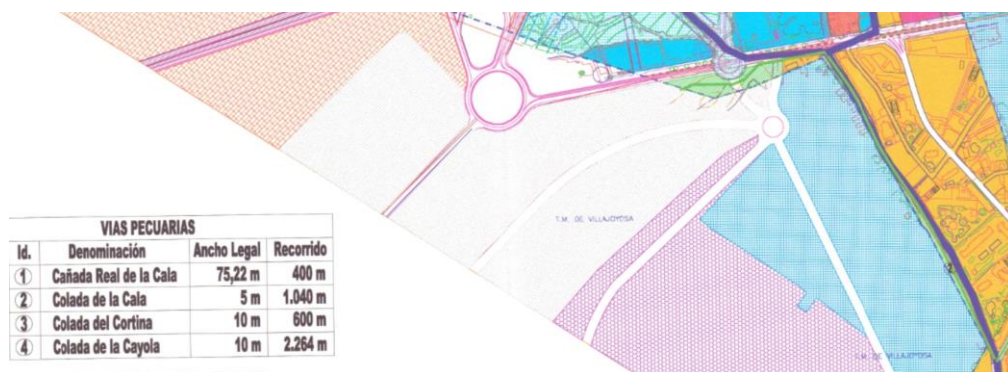 T.M. DE VILLAJOYOSA
VIAS PECUARIAS
Id. Denominación Ancho Legal Recorrido
1 Cañada Real de la Cala 75,22 m 400 m
2 Colada de la Cala 5 m 1.040 m
3 Colada del Cortina 10 m 600 m
4 Colada de la Cayola 10 m 2.264 m
T.M. DE VILLAJOYOSA
2